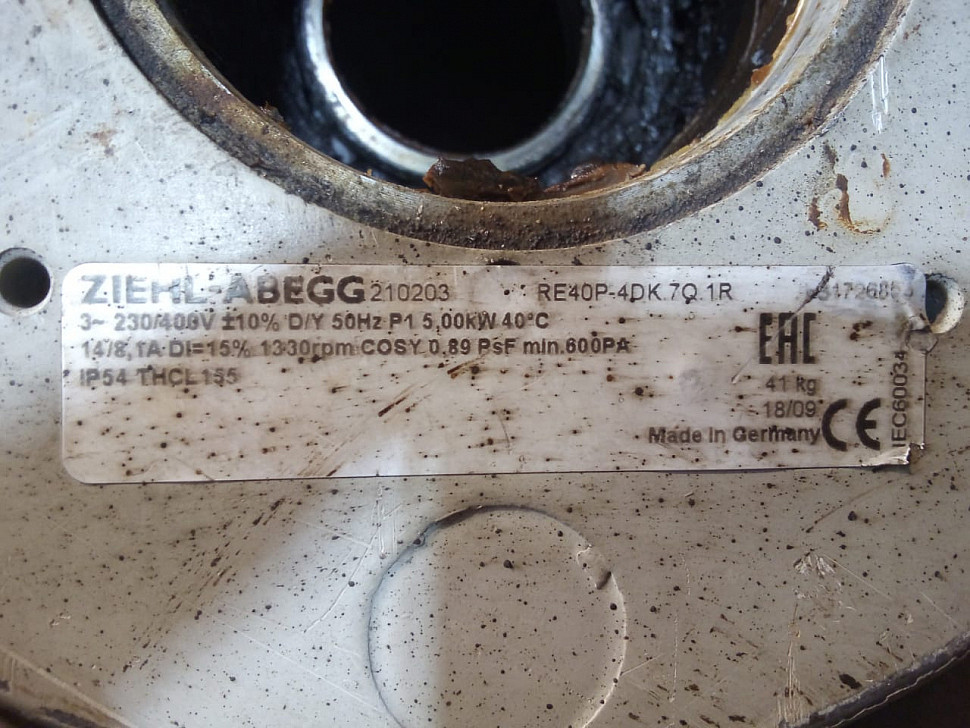 ZIEHL-ABEGG 210203 RE40P-4DK.7Q.1R
3~ 230/400V ±10% D/Y 50Hz P1 5,00kW 40°C
14/8,1A DI=15% 1330rpm COSY 0,89 PsF min.600PA
IP54 THCL155
EAC
41 kg
18/09
Made in Germany CE
IEC60034